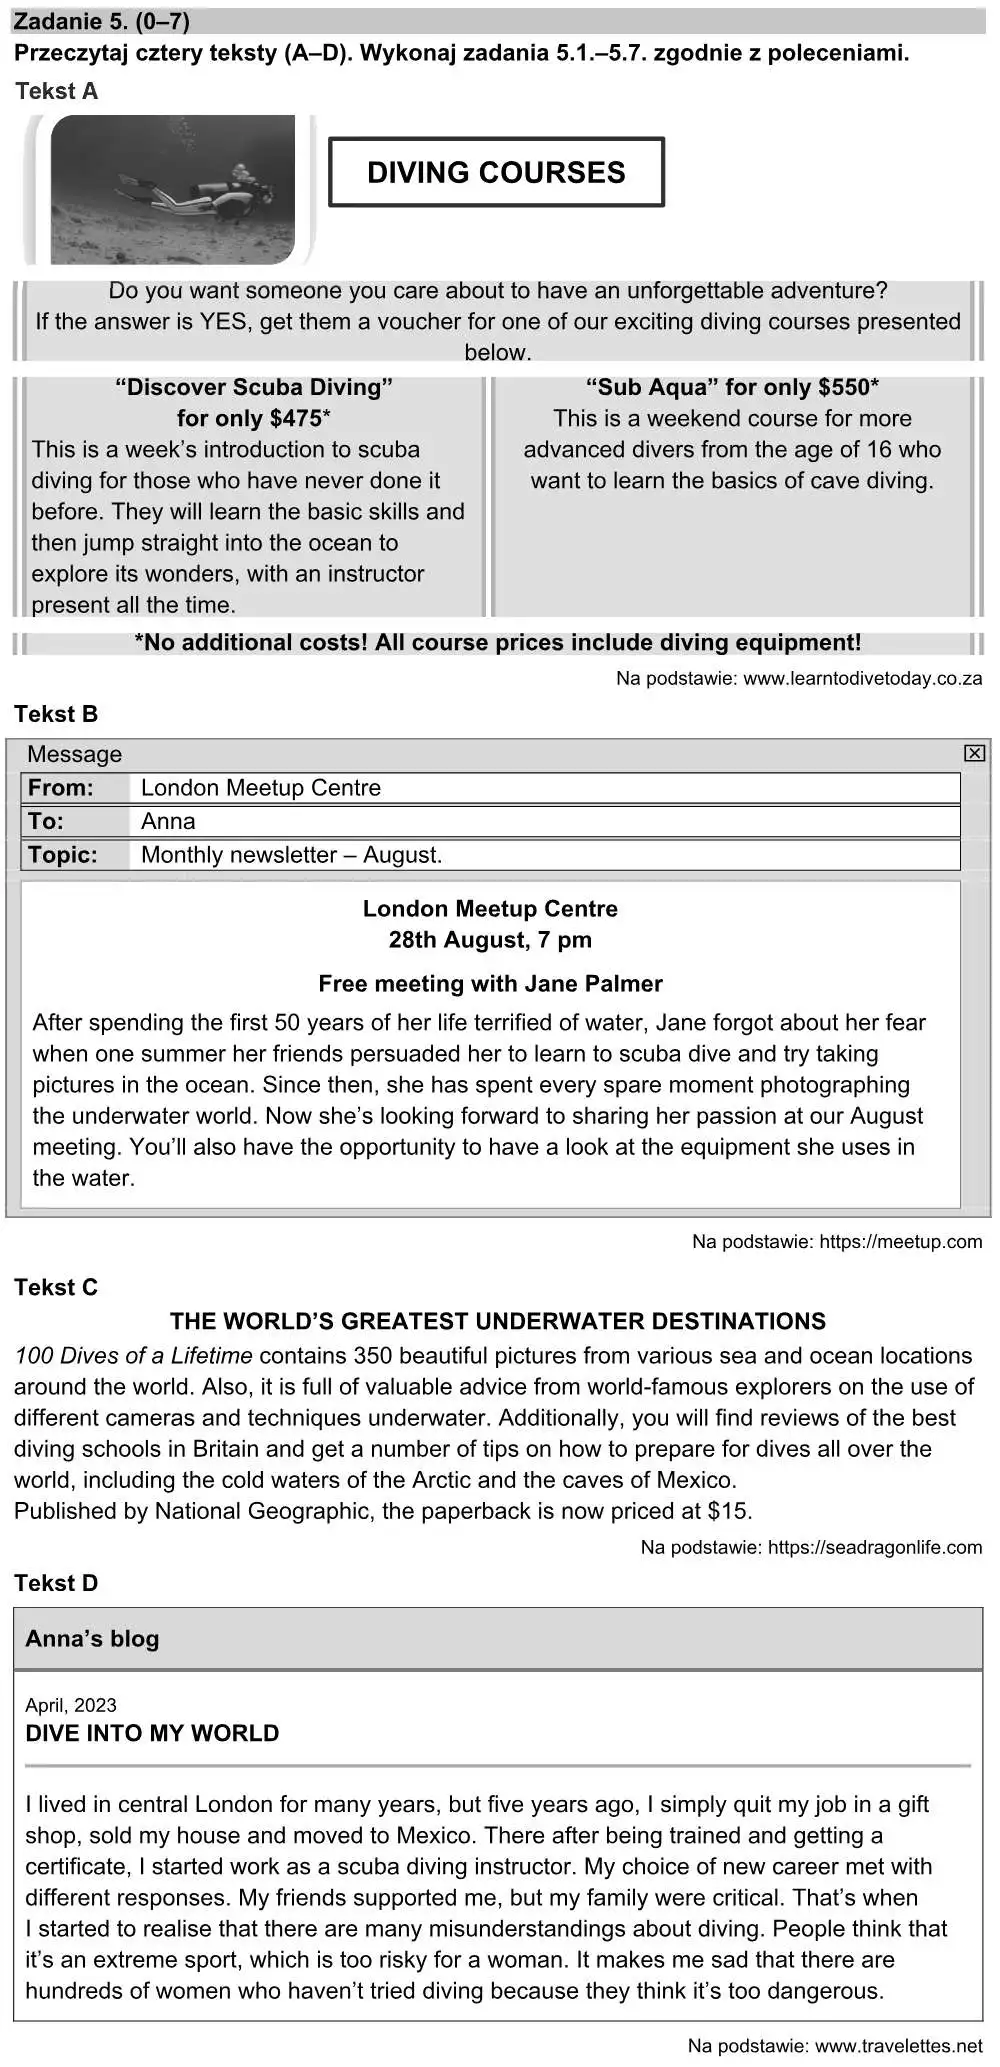 Zadanie 5. (0–7)
Przeczytaj cztery teksty (A–D). Wykonaj zadania 5.1.–5.7. zgodnie z poleceniami.
Tekst A
DIVING COURSES
Do you want someone you care about to have an unforgettable adventure?
If the answer is YES, get them a voucher for one of our exciting diving courses presented
below.
“Discover Scuba Diving”
for only $475*
This is a week’s introduction to scuba
diving for those who have never done it
before. They will learn the basic skills and
then jump straight into the ocean to
explore its wonders, with an instructor
present all the time.
“Sub Aqua” for only $550*
This is a weekend course for more
advanced divers from the age of 16 who
want to learn the basics of cave diving.
*No additional costs! All course prices include diving equipment!
Na podstawie: www.learntodivetoday.co.za
Tekst B
Message
From: London Meetup Centre
To: Anna
Topic: Monthly newsletter – August.
London Meetup Centre
28th August, 7 pm
Free meeting with Jane Palmer
After spending the first 50 years of her life terrified of water, Jane forgot about her fear
when one summer her friends persuaded her to learn to scuba dive and try taking
pictures in the ocean. Since then, she has spent every spare moment photographing
the underwater world. Now she’s looking forward to sharing her passion at our August
meeting. You’ll also have the opportunity to have a look at the equipment she uses in
the water.
Na podstawie: https://meetup.com
Tekst C
THE WORLD’S GREATEST UNDERWATER DESTINATIONS
100 Dives of a Lifetime contains 350 beautiful pictures from various sea and ocean locations
around the world. Also, it is full of valuable advice from world-famous explorers on the use of
different cameras and techniques underwater. Additionally, you will find reviews of the best
diving schools in Britain and get a number of tips on how to prepare for dives all over the
world, including the cold waters of the Arctic and the caves of Mexico.
Published by National Geographic, the paperback is now priced at $15.
Na podstawie: https://seadragonlife.com
Tekst D
Anna’s blog
April, 2023
DIVE INTO MY WORLD
I lived in central London for many years, but five years ago, I simply quit my job in a gift
shop, sold my house and moved to Mexico. There after being trained and getting a
certificate, I started work as a scuba diving instructor. My choice of new career met with
different responses. My friends supported me, but my family were critical. That’s when
I started to realise that there are many misunderstandings about diving. People think that
it’s an extreme sport, which is too risky for a woman. It makes me sad that there are
hundreds of women who haven’t tried diving because they think it’s too dangerous.
Na podstawie: www.travelettes.net